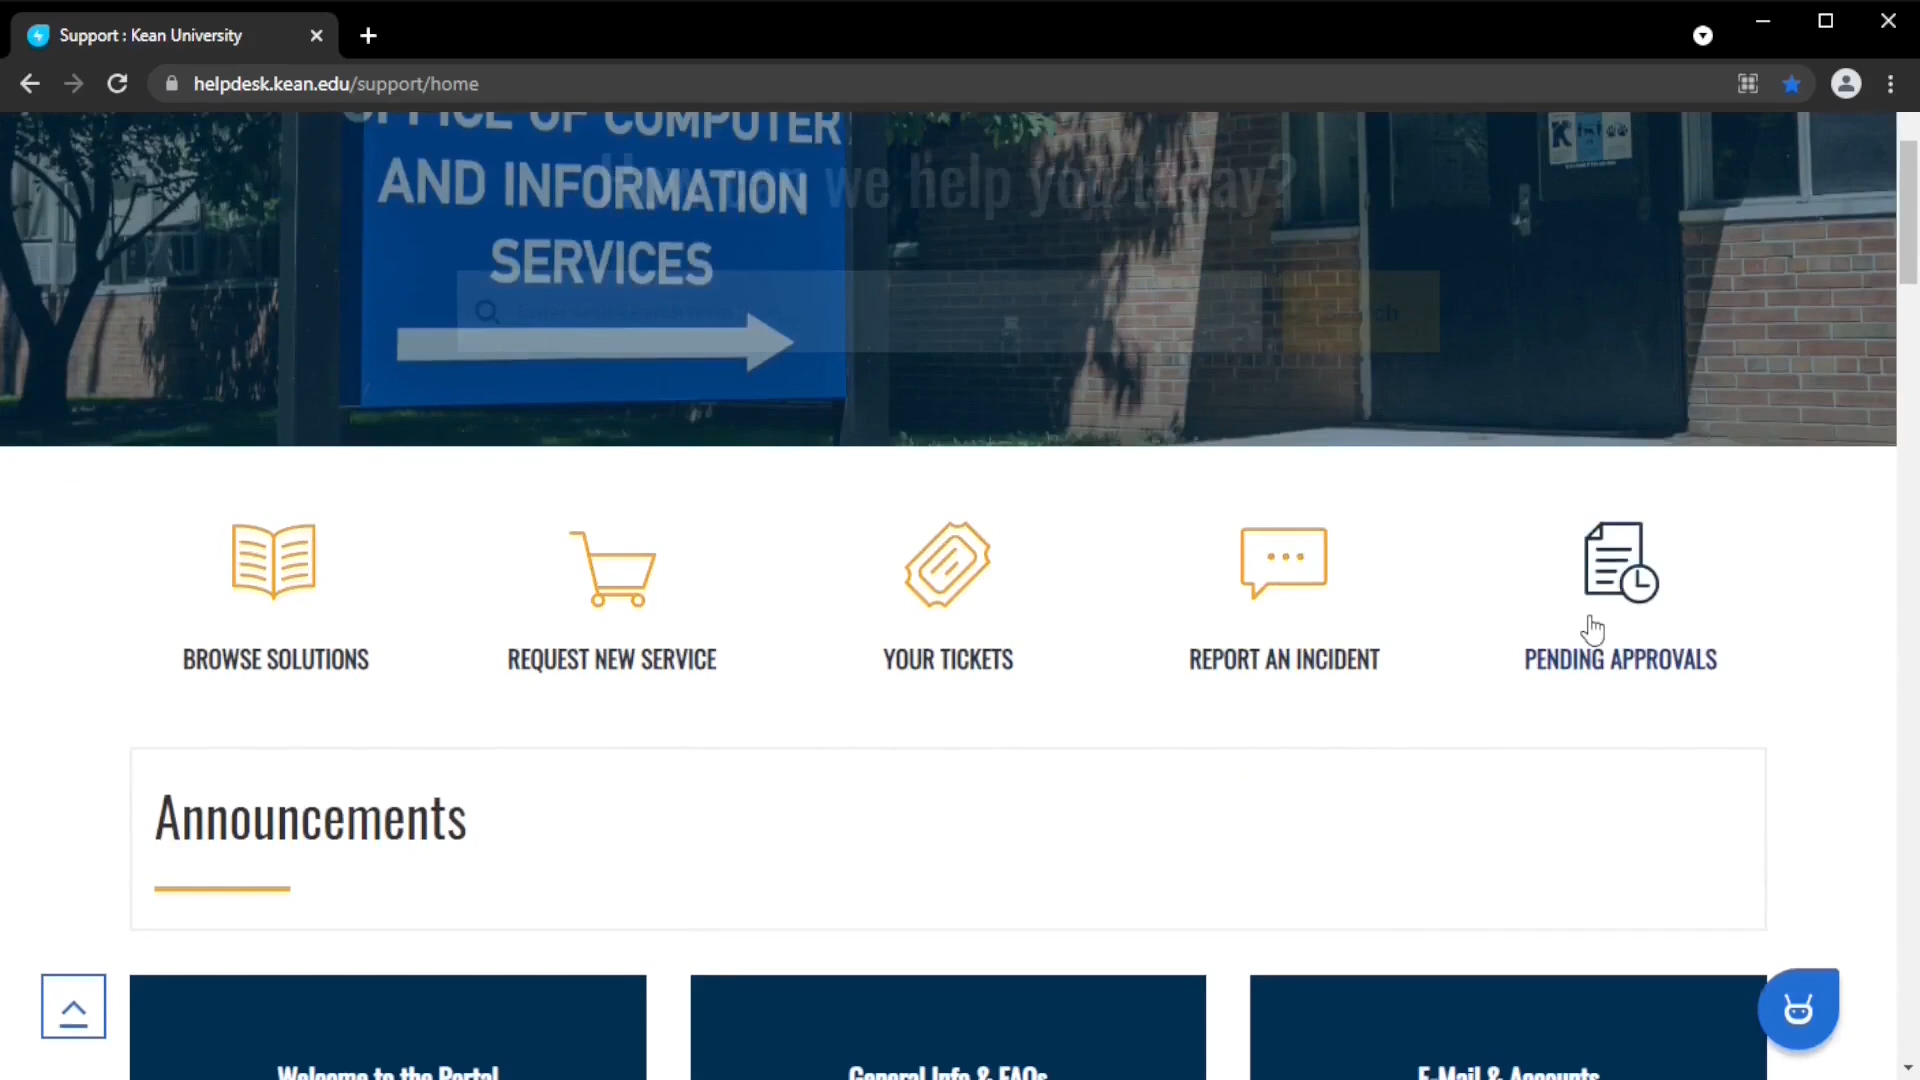 Support : Kean University
helpdesk.kean.edu/support/home
OFFICE OF COMPUTER
AND INFORMATION
SERVICES
we help you today?
BROWSE SOLUTIONS
REQUEST NEW SERVICE
YOUR TICKETS
REPORT AN INCIDENT
PENDING APPROVALS
Announcements
Welcome to the Portal
General Info & FAQs
E-Mail & Accounts